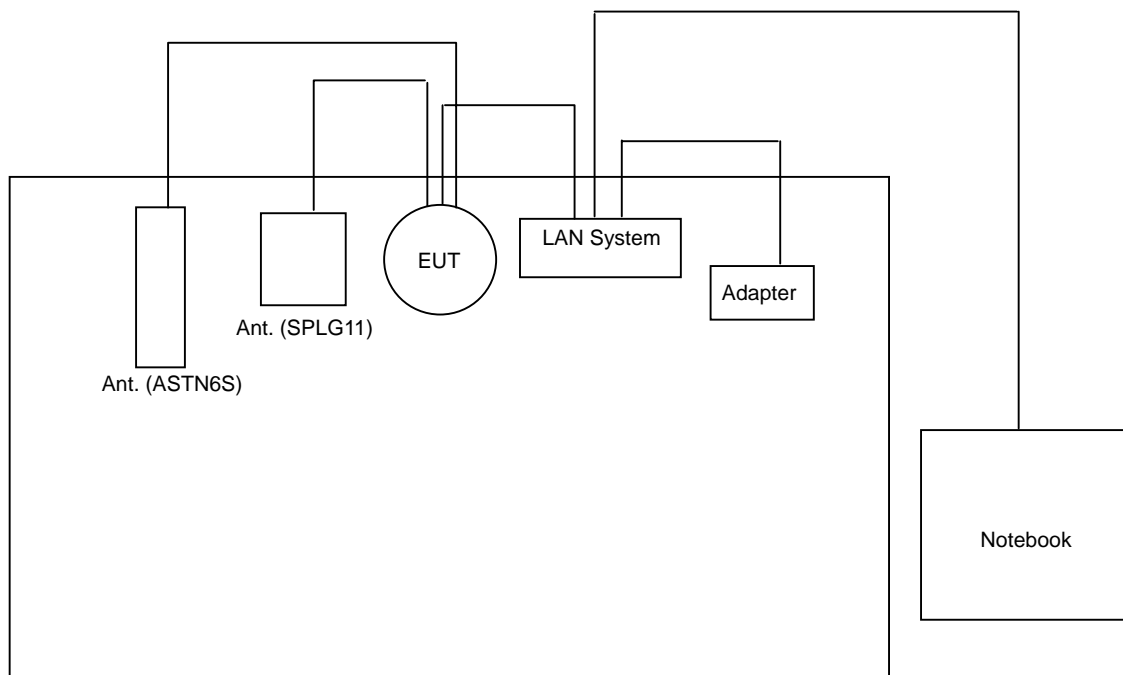 LAN System
EUT
Adapter
Ant. (SPLG11)
Ant. (ASTN6S)
Notebook